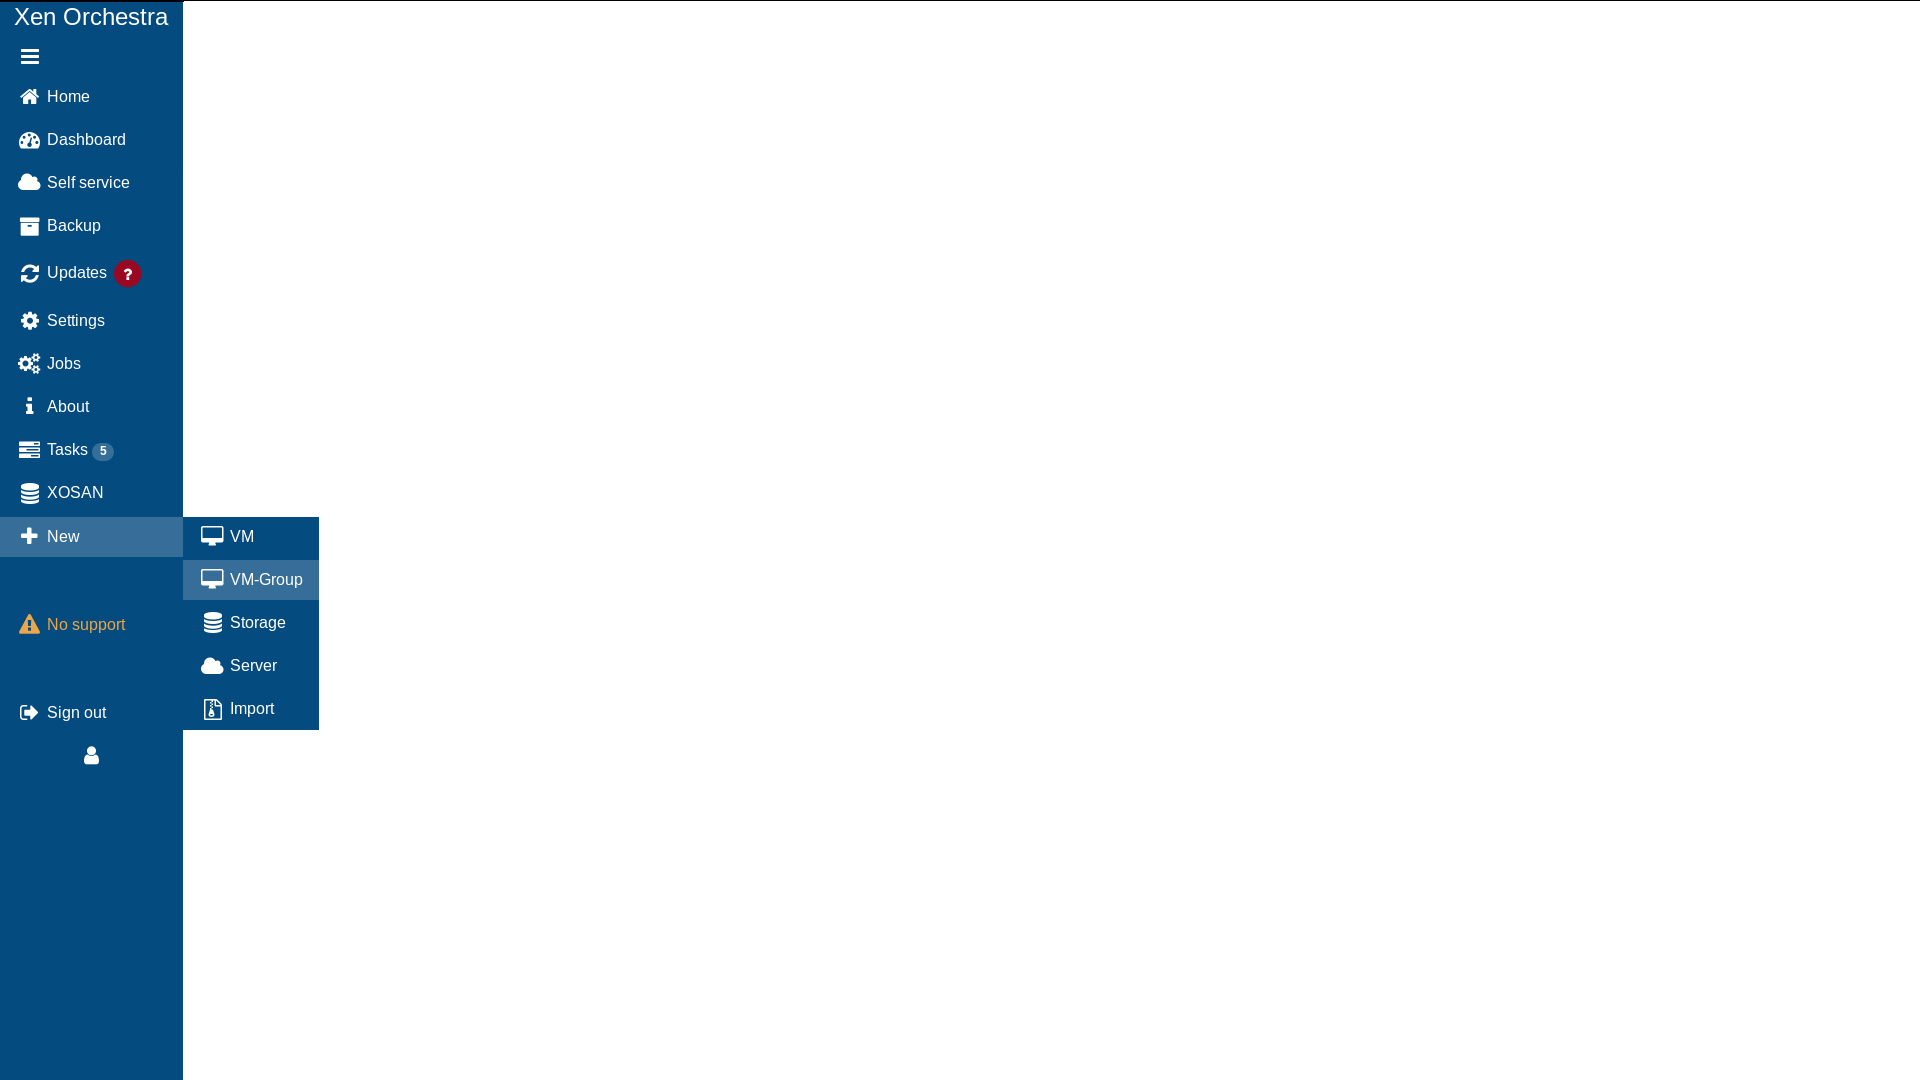 Xen Orchestra
Home
Dashboard
Self service
Backup
Updates ?
Settings
Jobs
About
Tasks 5
XOSAN
New
VM
VM-Group
Storage
Server
Import
No support
Sign out